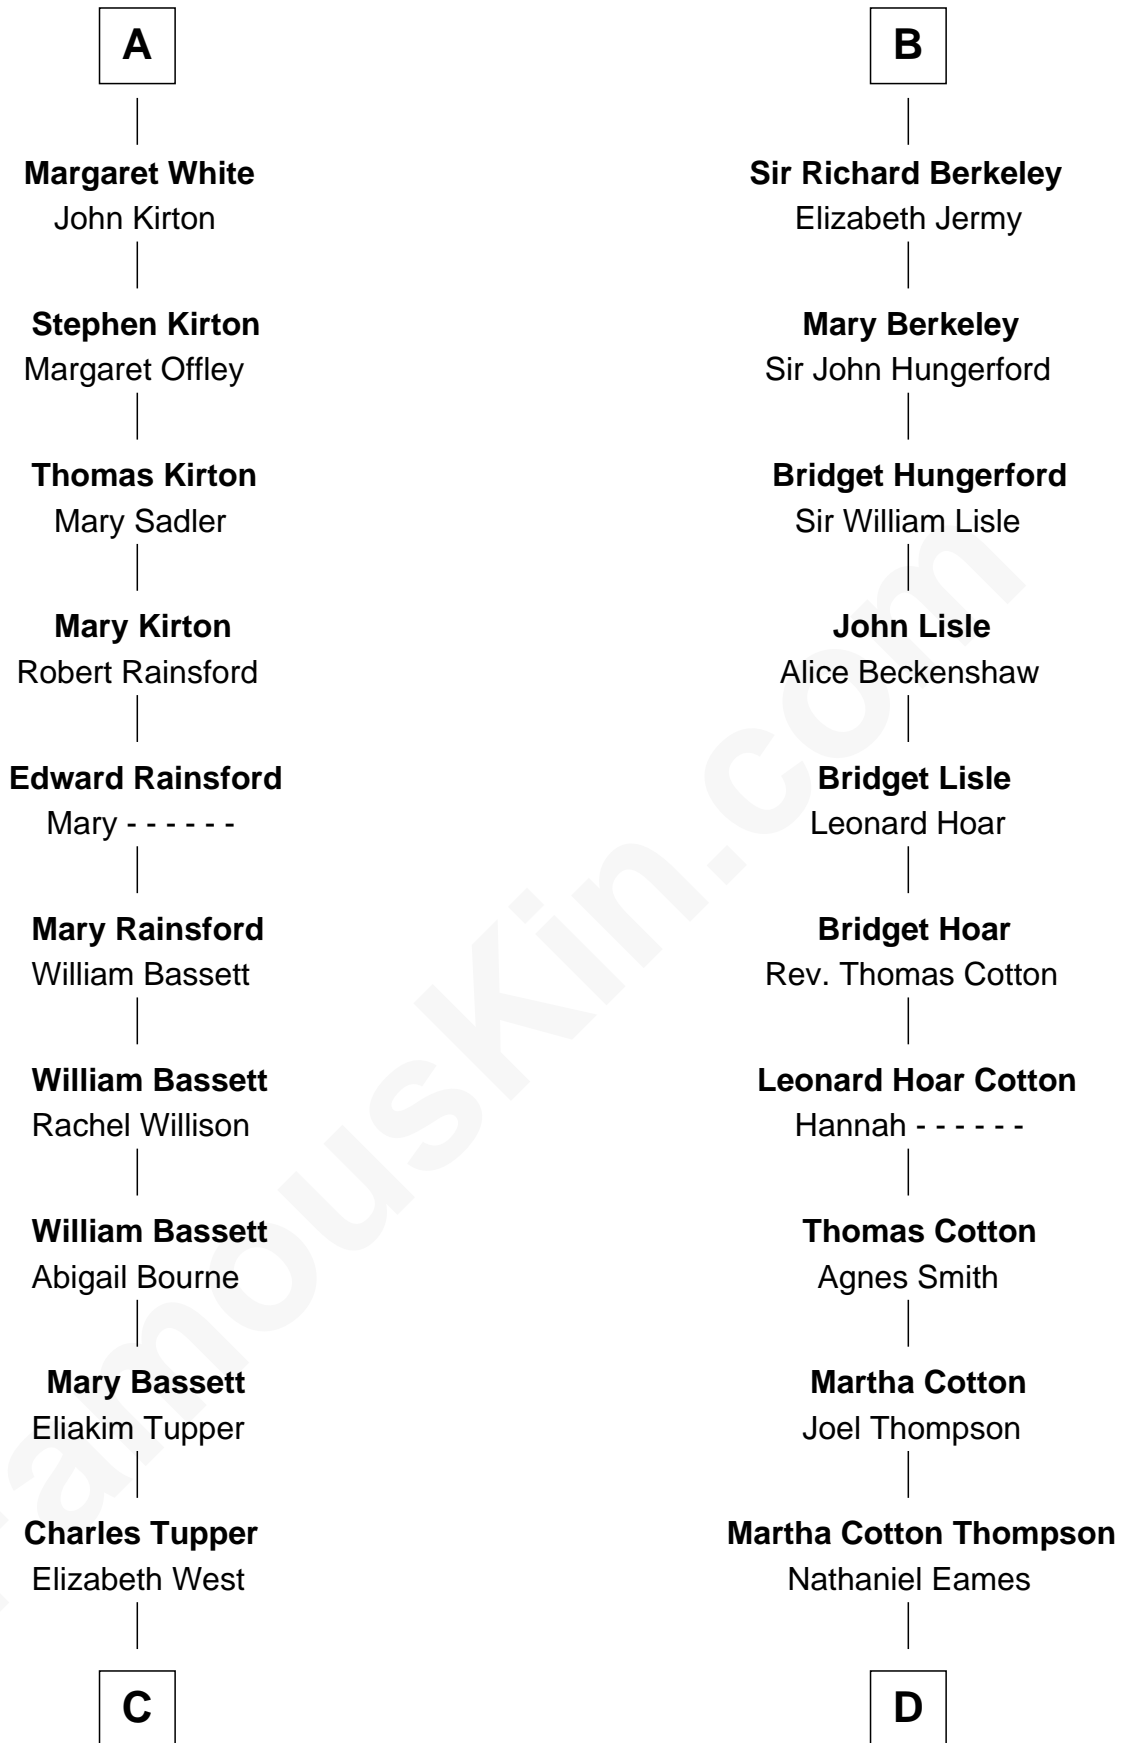 A
Margaret White
John Kirton
Stephen Kirton
Margaret Offley
Thomas Kirton
Mary Sadler
Mary Kirton
Robert Rainsford
Edward Rainsford
Mary - - - - - -
Mary Rainsford
William Bassett
William Bassett
Rachel Willison
William Bassett
Abigail Bourne
Mary Bassett
Eliakim Tupper
Charles Tupper
Elizabeth West
C
B
Sir Richard Berkeley
Elizabeth Jermy
Mary Berkeley
Sir John Hungerford
Bridget Hungerford
Sir William Lisle
John Lisle
Alice Beckenshaw
Bridget Lisle
Leonard Hoar
Bridget Hoar
Rev. Thomas Cotton
Leonard Hoar Cotton
Hannah - - - - - -
Thomas Cotton
Agnes Smith
Martha Cotton
Joel Thompson
Martha Cotton Thompson
Nathaniel Eames
D
FamousKin.com